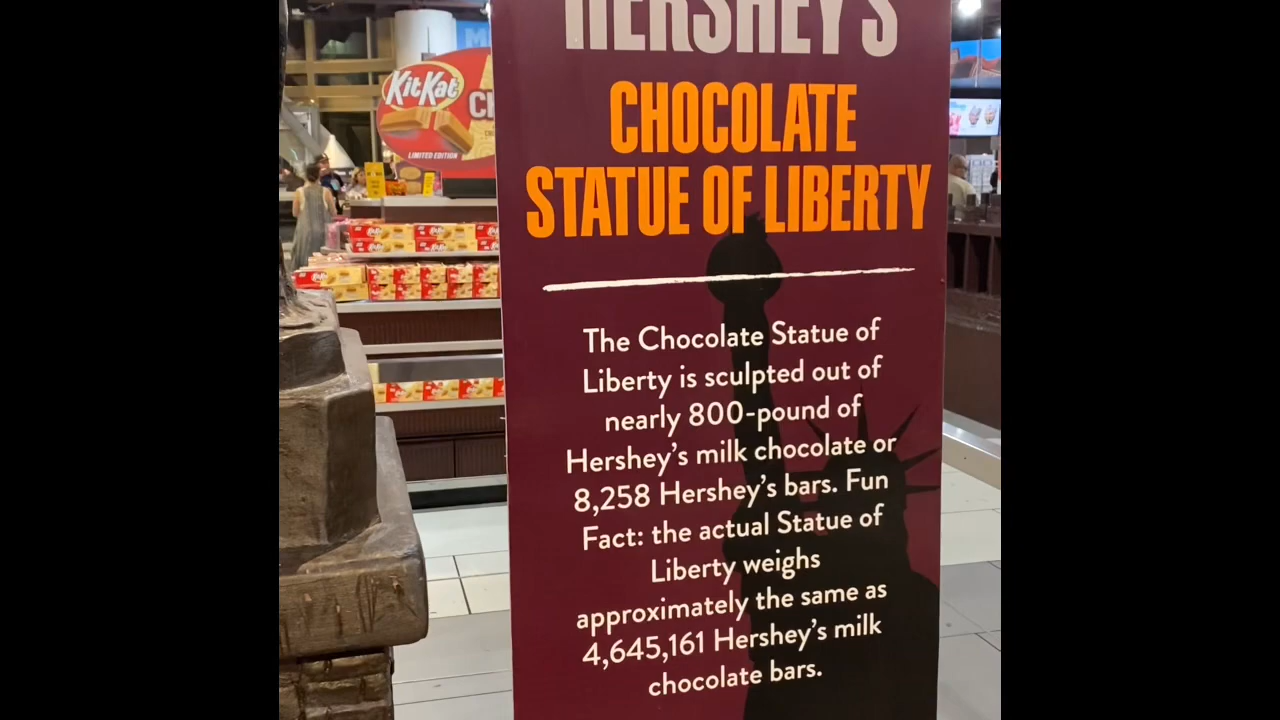 HERSHEY'S
CHOCOLATE
STATUE OF LIBERTY
The Chocolate Statue of
Liberty is sculpted out of
nearly 800-pound of
Hershey's milk chocolate or
8,258 Hershey's bars. Fun
Fact: the actual Statue of
Liberty weighs
approximately the same as
4,645,161 Hershey's milk
chocolate bars.
KitKat
LIMITED EDITION